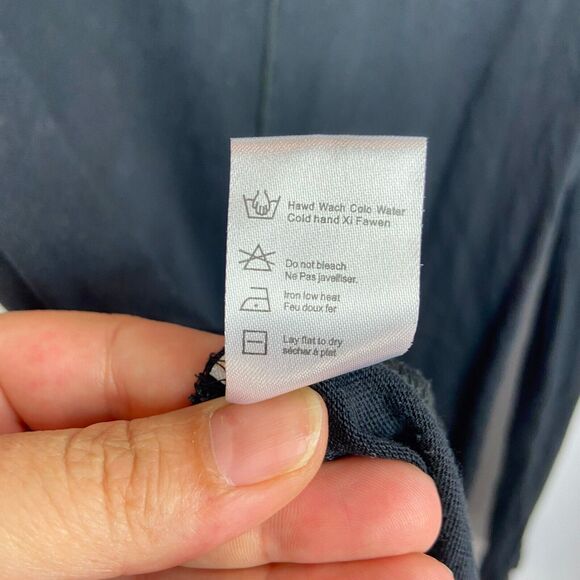 Hawd Wach Colo Water
Cold hand Xi Fawen
Do not bleach
Ne Pas javelliser.
Iron low heat
Feu doux fer
Lay flat to dry
séchar à plat